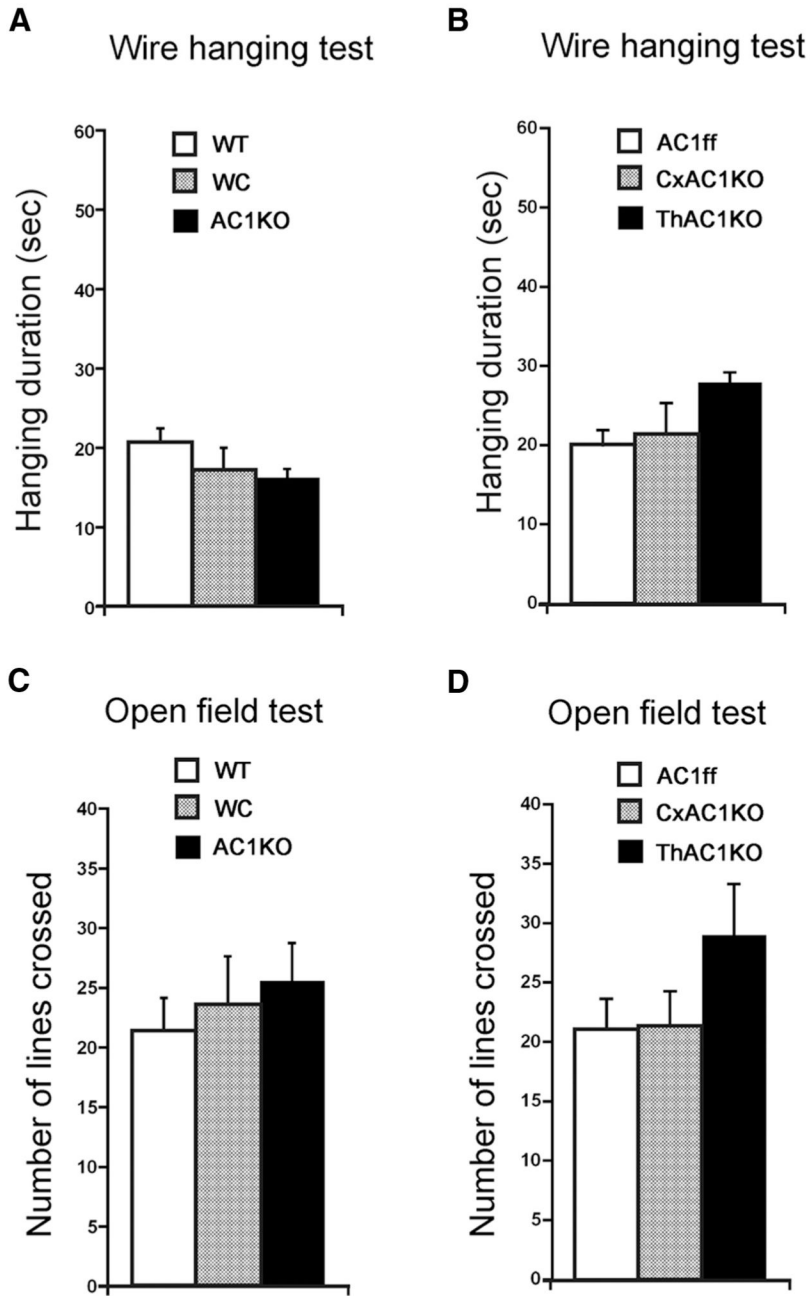 A
Wire hanging test
WT
WC
AC1KO
Hanging duration (sec)
60
50
40
30
20
10
0
B
Wire hanging test
AC1ff
CxAC1KO
ThAC1KO
Hanging duration (sec)
60
50
40
30
20
10
0
C
Open field test
WT
WC
AC1KO
Number of lines crossed
40
35
30
25
20
15
10
5
0
D
Open field test
AC1ff
CxAC1KO
ThAC1KO
Number of lines crossed
40
35
30
25
20
15
10
5
0